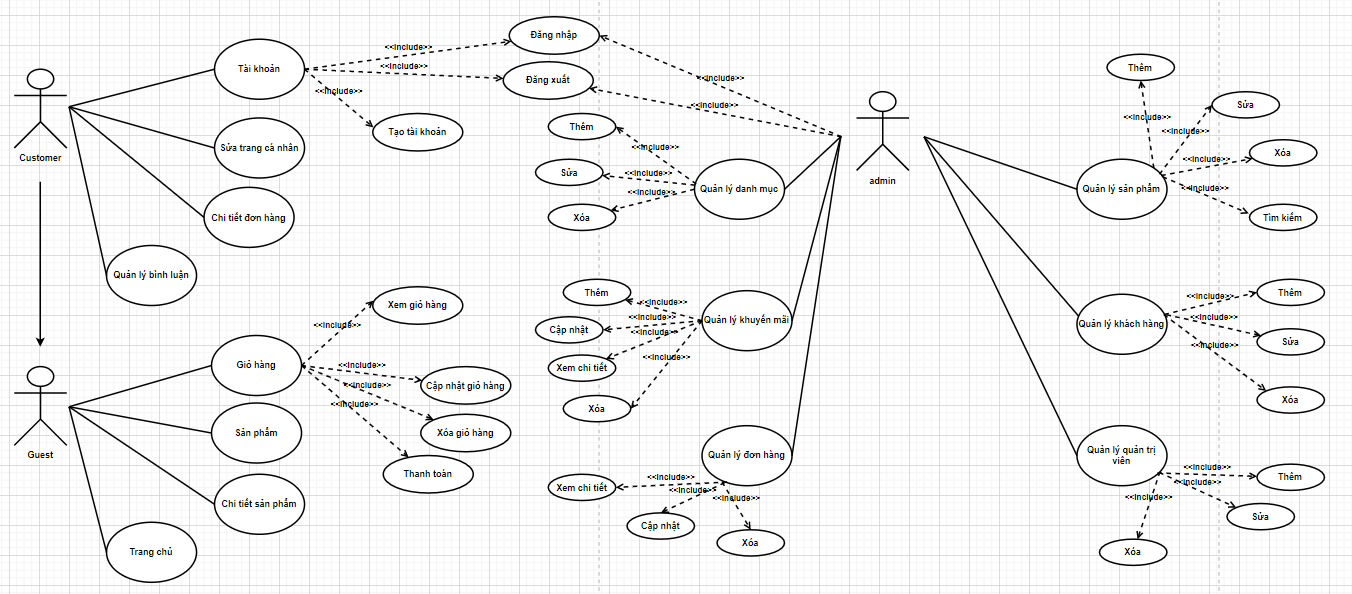 Customer
Tài khoản
Sửa trang cá nhân
Chi tiết đơn hàng
Quản lý bình luận
<<include>>
<<include>>
<<include>>
Đăng nhập
Đăng xuất
Tạo tài khoản
Guest
Giỏ hàng
Sản phẩm
Chi tiết sản phẩm
Trang chủ
<<include>>
<<include>>
<<include>>
<<include>>
Xem giỏ hàng
Cập nhật giỏ hàng
Xóa giỏ hàng
Thanh toán
admin
<<include>>
<<include>>
Quản lý danh mục
<<include>>
<<include>>
<<include>>
Thêm
Sửa
Xóa
Quản lý khuyến mãi
<<include>>
<<include>>
<<include>>
<<include>>
Thêm
Cập nhật
Xem chi tiết
Xóa
Quản lý đơn hàng
<<include>>
<<include>>
<<include>>
Xem chi tiết
Cập nhật
Xóa
Quản lý sản phẩm
<<include>>
<<include>>
<<include>>
<<include>>
Thêm
Sửa
Xóa
Tìm kiếm
Quản lý khách hàng
<<include>>
<<include>>
<<include>>
Thêm
Sửa
Xóa
Quản lý quản trị
viên
<<include>>
<<include>>
<<include>>
Thêm
Sửa
Xóa